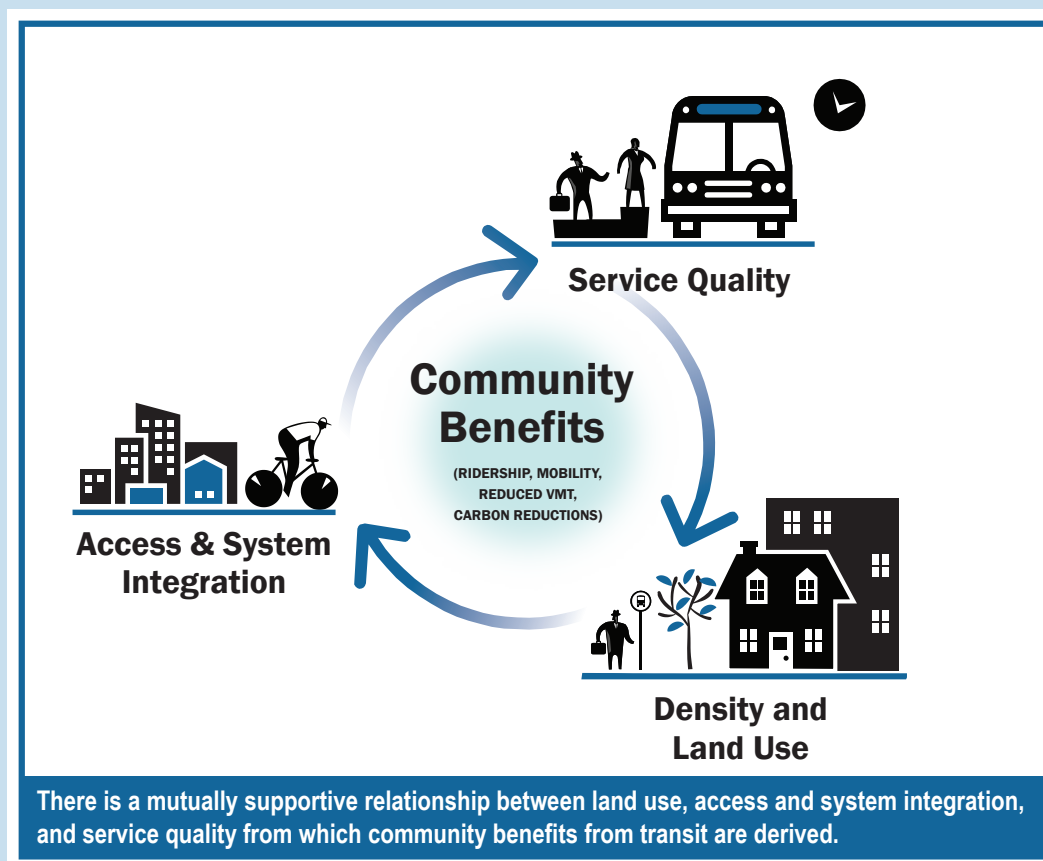 Service Quality
Community
Benefits
(RIDERSHIP, MOBILITY,
REDUCED VMT,
CARBON REDUCTIONS)
Access & System
Integration
Density and
Land Use
There is a mutually supportive relationship between land use, access and system integration,
and service quality from which community benefits from transit are derived.